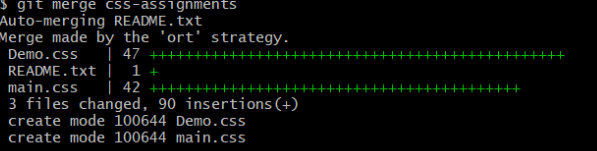 $ git merge css-assignments
Auto-merging README.txt
Merge made by the 'ort' strategy.
 Demo.css   | 47 +++++++++++++++++++++++++++++++++++++++++++++++
 README.txt |  1 +
 main.css   | 42 ++++++++++++++++++++++++++++++++++++++++++
 3 files changed, 90 insertions(+)
 create mode 100644 Demo.css
 create mode 100644 main.css